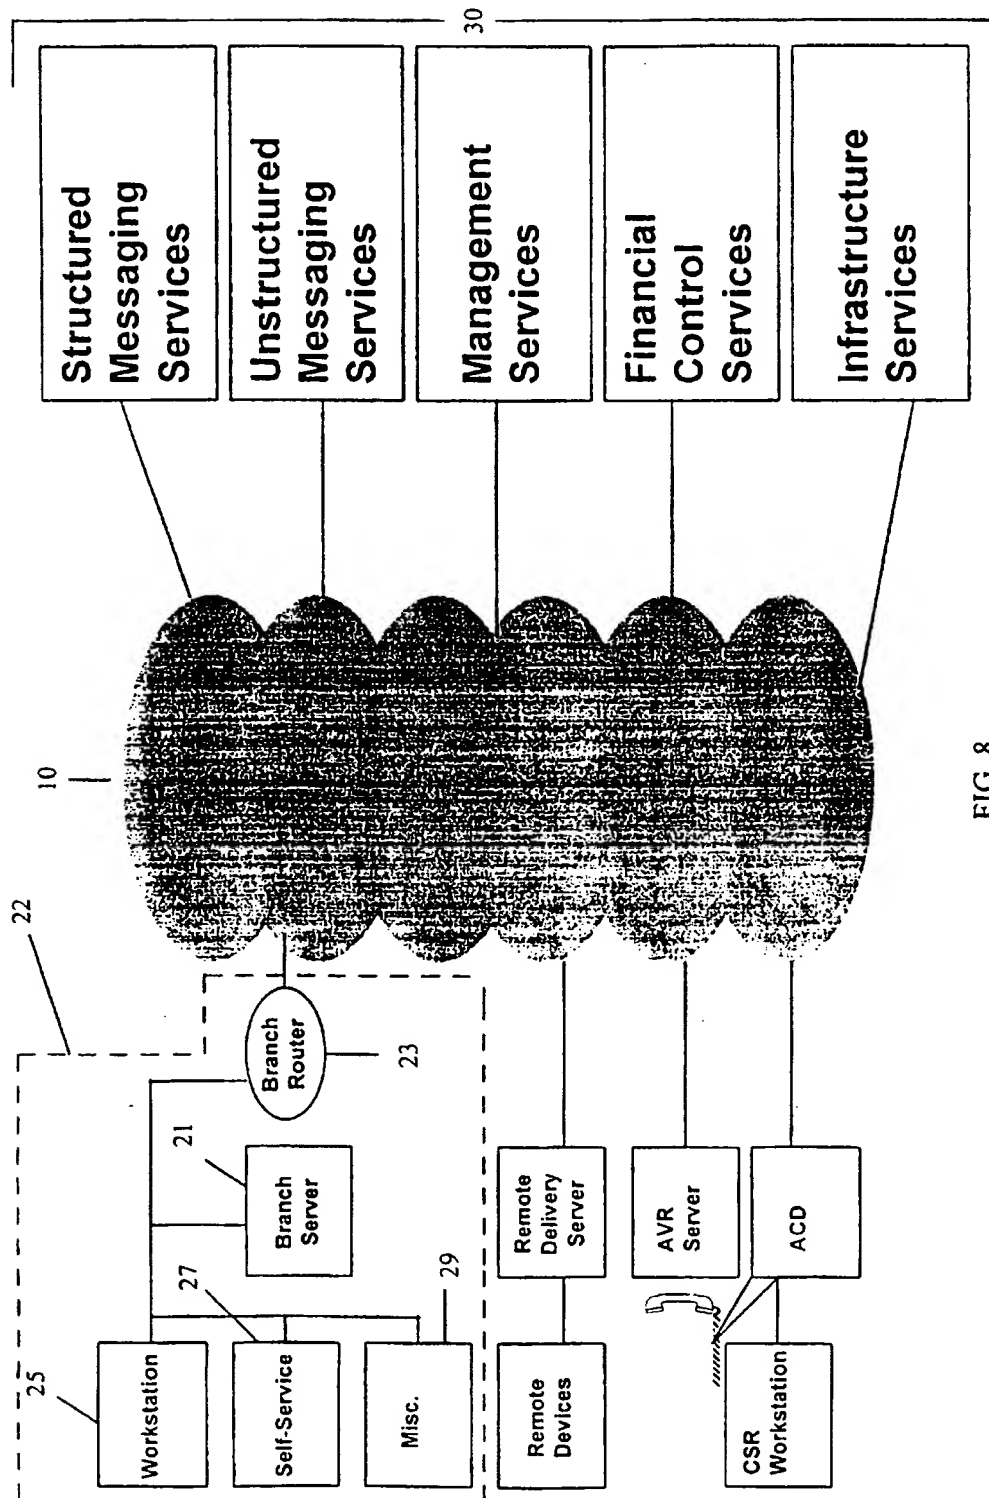 22
25
Workstation
27
Self-Service
Misc.
29
21
Branch
Server
Branch
Router
23
Remote
Devices
Remote
Delivery
Server
AVR
Server
CSR
Workstation
ACD
10
30
Structured
Messaging
Services
Unstructured
Messaging
Services
Management
Services
Financial
Control
Services
Infrastructure
Services
FIG. 8